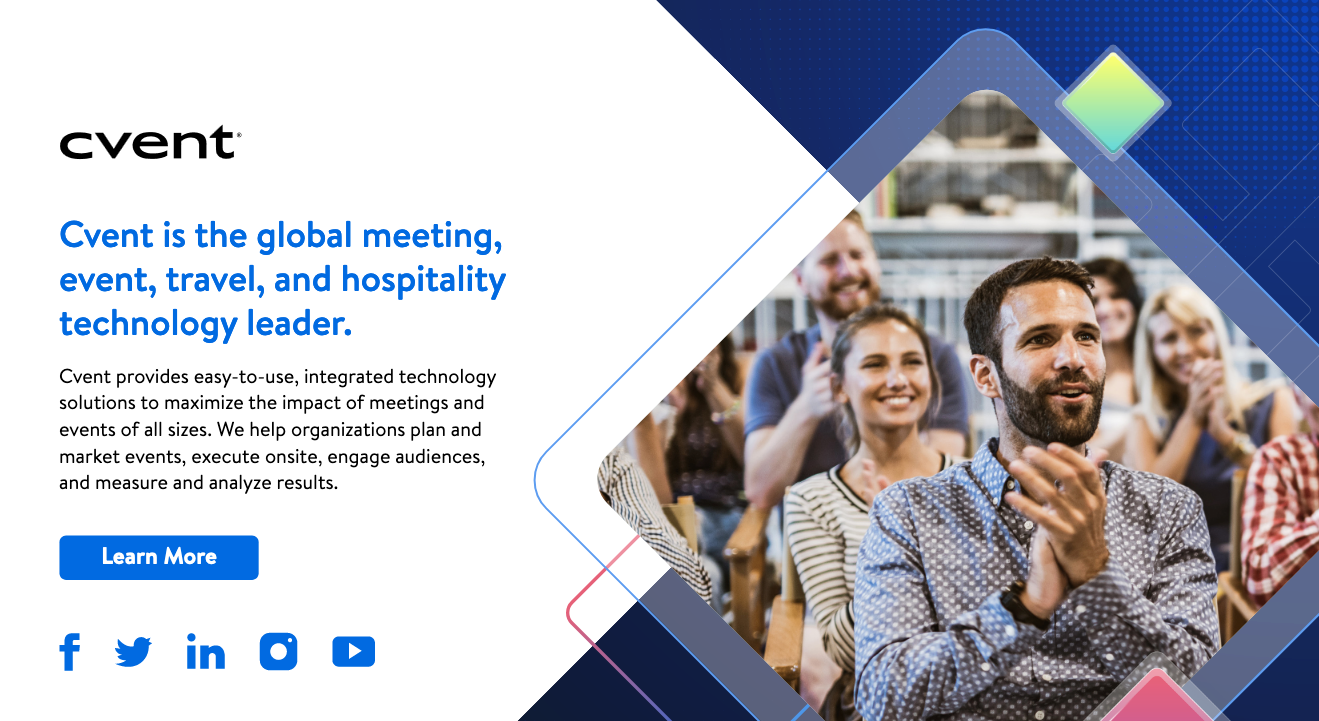 cvent®
Cvent is the global meeting,
event, travel, and hospitality
technology leader.
Cvent provides easy-to-use, integrated technology
solutions to maximize the impact of meetings and
events of all sizes. We help organizations plan and
market events, execute onsite, engage audiences,
and measure and analyze results.
Learn More